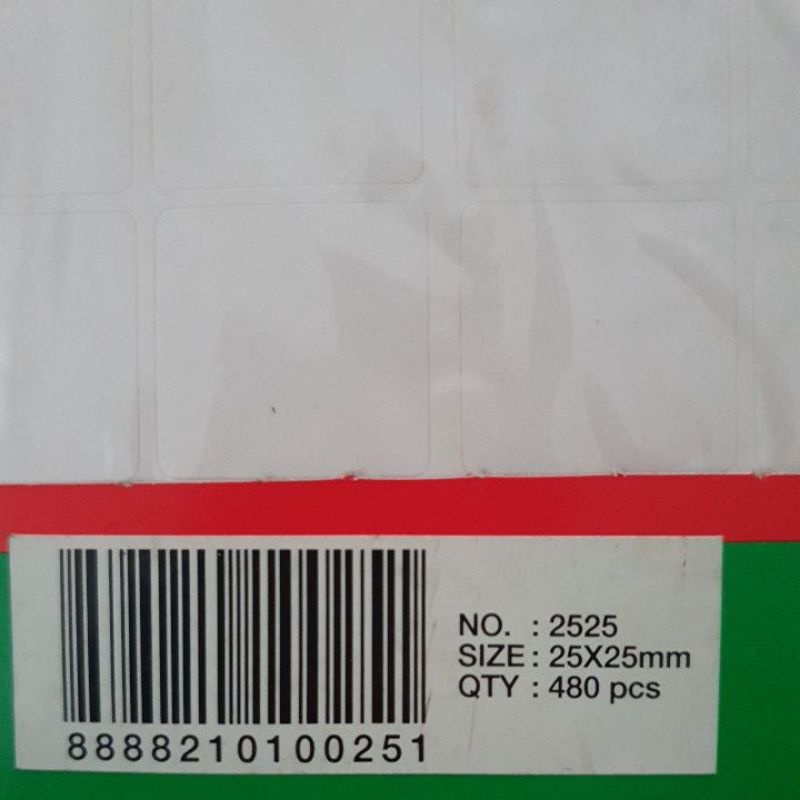 NO. : 2525
SIZE : 25X25mm
QTY : 480 pcs
8888210100251